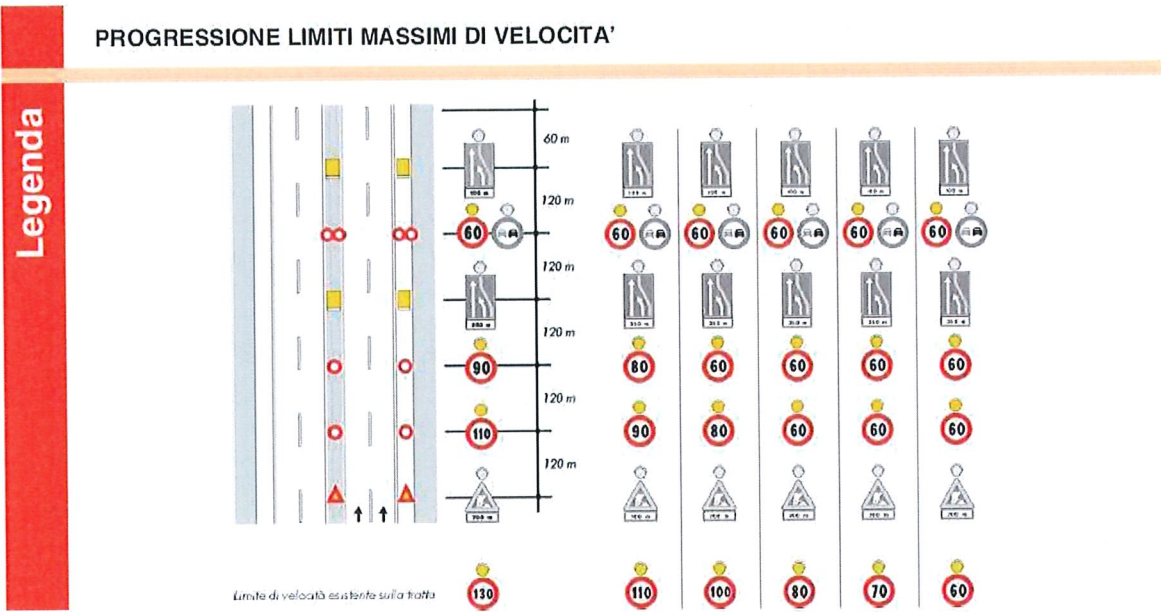 PROGRESSIONE LIMITI MASSIMI DI VELOCITA'
Legenda
60 m
120 m
60 60 60 60 60 60
120 m
120 m
90 80 60 60 60 60
120 m
110 90 80 60 60 60
120 m
Limite di velocità esistente sulla tratta 130 110 100 80 70 60